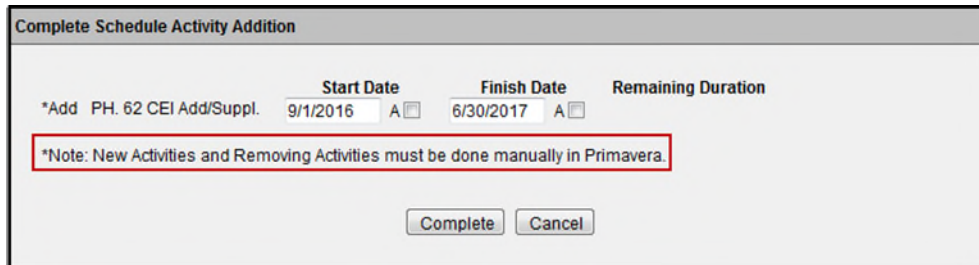 Complete Schedule Activity Addition
Start Date Finish Date Remaining Duration
*Add PH. 62 CEI Add/Suppl. 9/1/2016 A 6/30/2017 A
*Note: New Activities and Removing Activities must be done manually in Primavera.
Complete Cancel